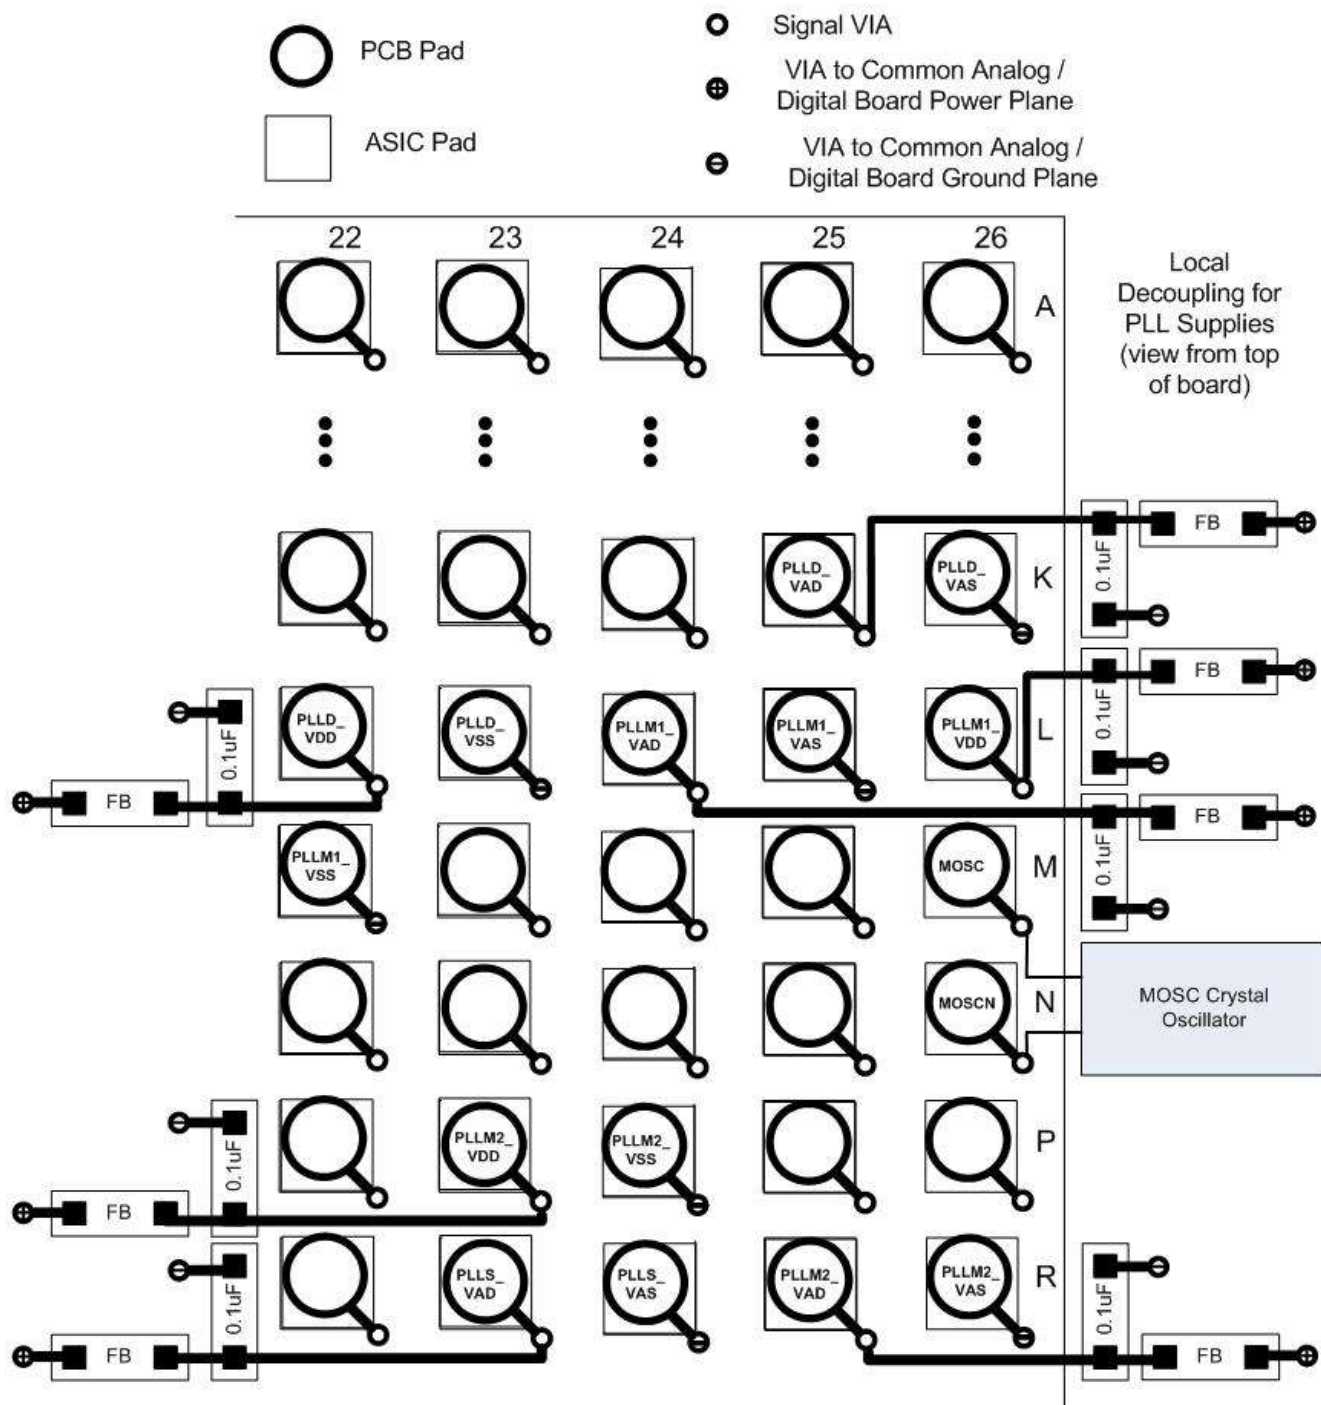 PCB Pad
ASIC Pad
Signal VIA
VIA to Common Analog /
Digital Board Power Plane
VIA to Common Analog /
Digital Board Ground Plane
22 23 24 25 26
A
Local
Decoupling for
PLL Supplies
(view from top
of board)
PLLD_
VAD
PLLD_
VAS
K
0.1uF
FB
FB
0.1uF
PLLD_
VDD
PLLD_
VSS
PLLM1_
VAD
PLLM1_
VAS
PLLM1_
VDD
L
0.1uF
FB
PLLM1_
VSS
MOSC
M
0.1uF
FB
MOSCN
N
MOSC Crystal
Oscillator
FB
0.1uF
PLLM2_
VDD
PLLM2_
VSS
P
FB
0.1uF
PLLS_
VAD
PLLS_
VAS
PLLM2_
VAD
PLLM2_
VAS
R
0.1uF
FB